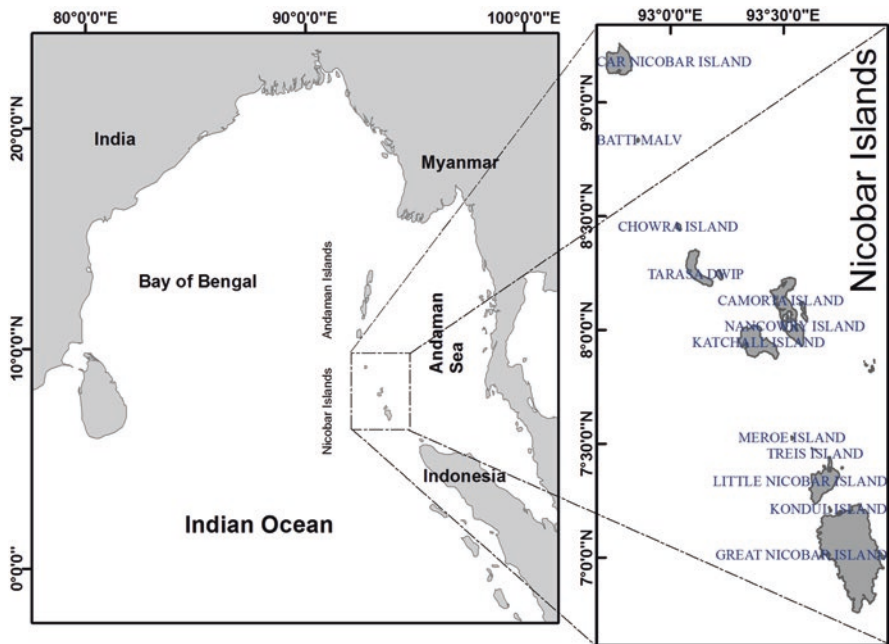 80°0'0"E
90°0'0"E
100°0'0"E
20°0'0"N
10°0'0"N
0°0'0"
India
Myanmar
Bay of Bengal
Andaman Islands
Nicobar Islands
Andaman
Sea
Indonesia
Indian Ocean
93°0'0"E
93°30'0"E
9°0'0"N
8°30'0"N
8°0'0"N
7°30'0"N
7°0'0"N
Nicobar Islands
CAR NICOBAR ISLAND
BATTI MALV
CHOWRA ISLAND
TARASA DWIP
CAMORTA ISLAND
NANCOWRY ISLAND
KATCHALL ISLAND
MEROE ISLAND
TREIS ISLAND
LITTLE NICOBAR ISLAND
KONDUL ISLAND
GREAT NICOBAR ISLAND